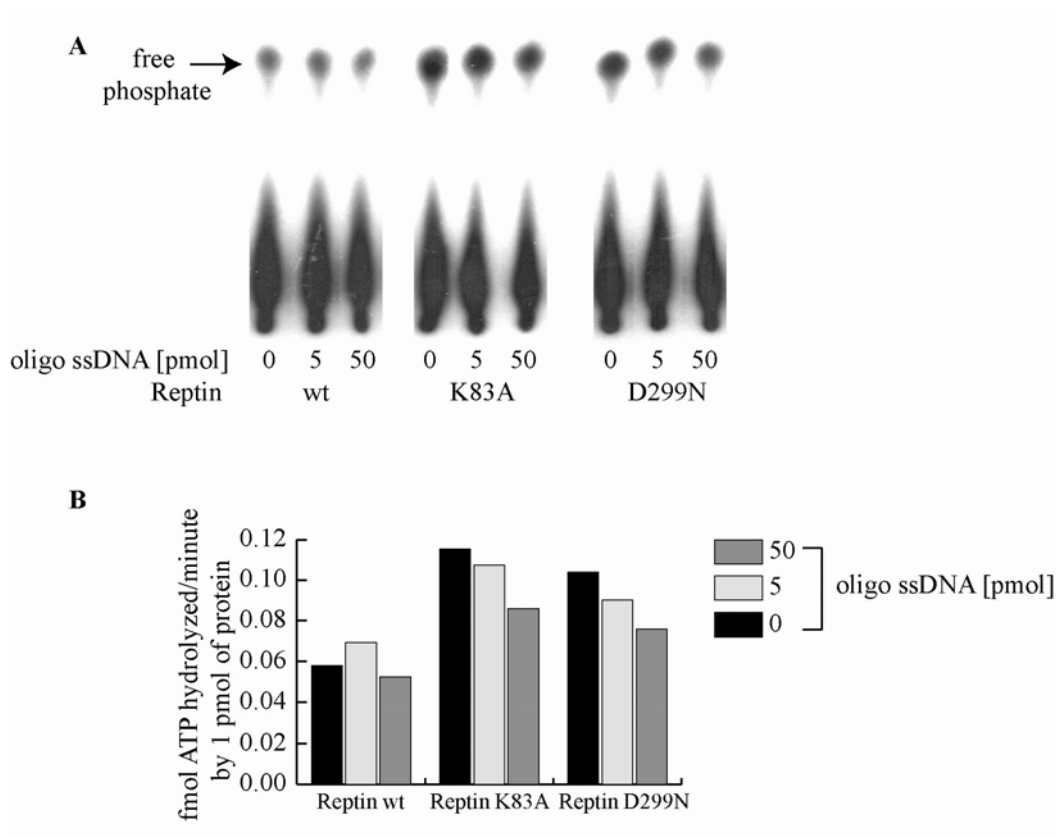 A
free
phosphate
oligo ssDNA [pmol] 0 5 50 0 5 50 0 5 50
Reptin wt K83A D299N
B
fmol ATP hydrolyzed/minute
by 1 pmol of protein
0.12
0.10
0.08
0.06
0.04
0.02
0.00
Reptin wt Reptin K83A Reptin D299N
50
5
0
oligo ssDNA [pmol]